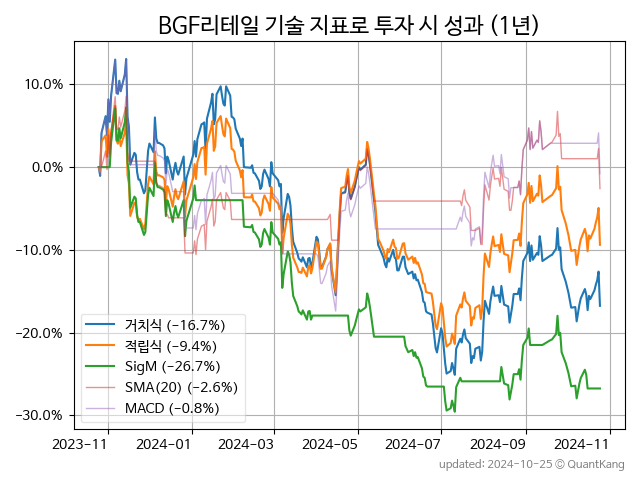 BGF리테일 기술 지표로 투자 시 성과 (1년)
10.0%
0.0%
−10.0%
−20.0%
−30.0%
거치식 (−16.7%)
적립식 (−9.4%)
SigM (−26.7%)
SMA(20) (−2.6%)
MACD (−0.8%)
2023−11
2024−01
2024−03
2024−05
2024−07
2024−09
2024−11
updated: 2024−10−25 © QuantKang